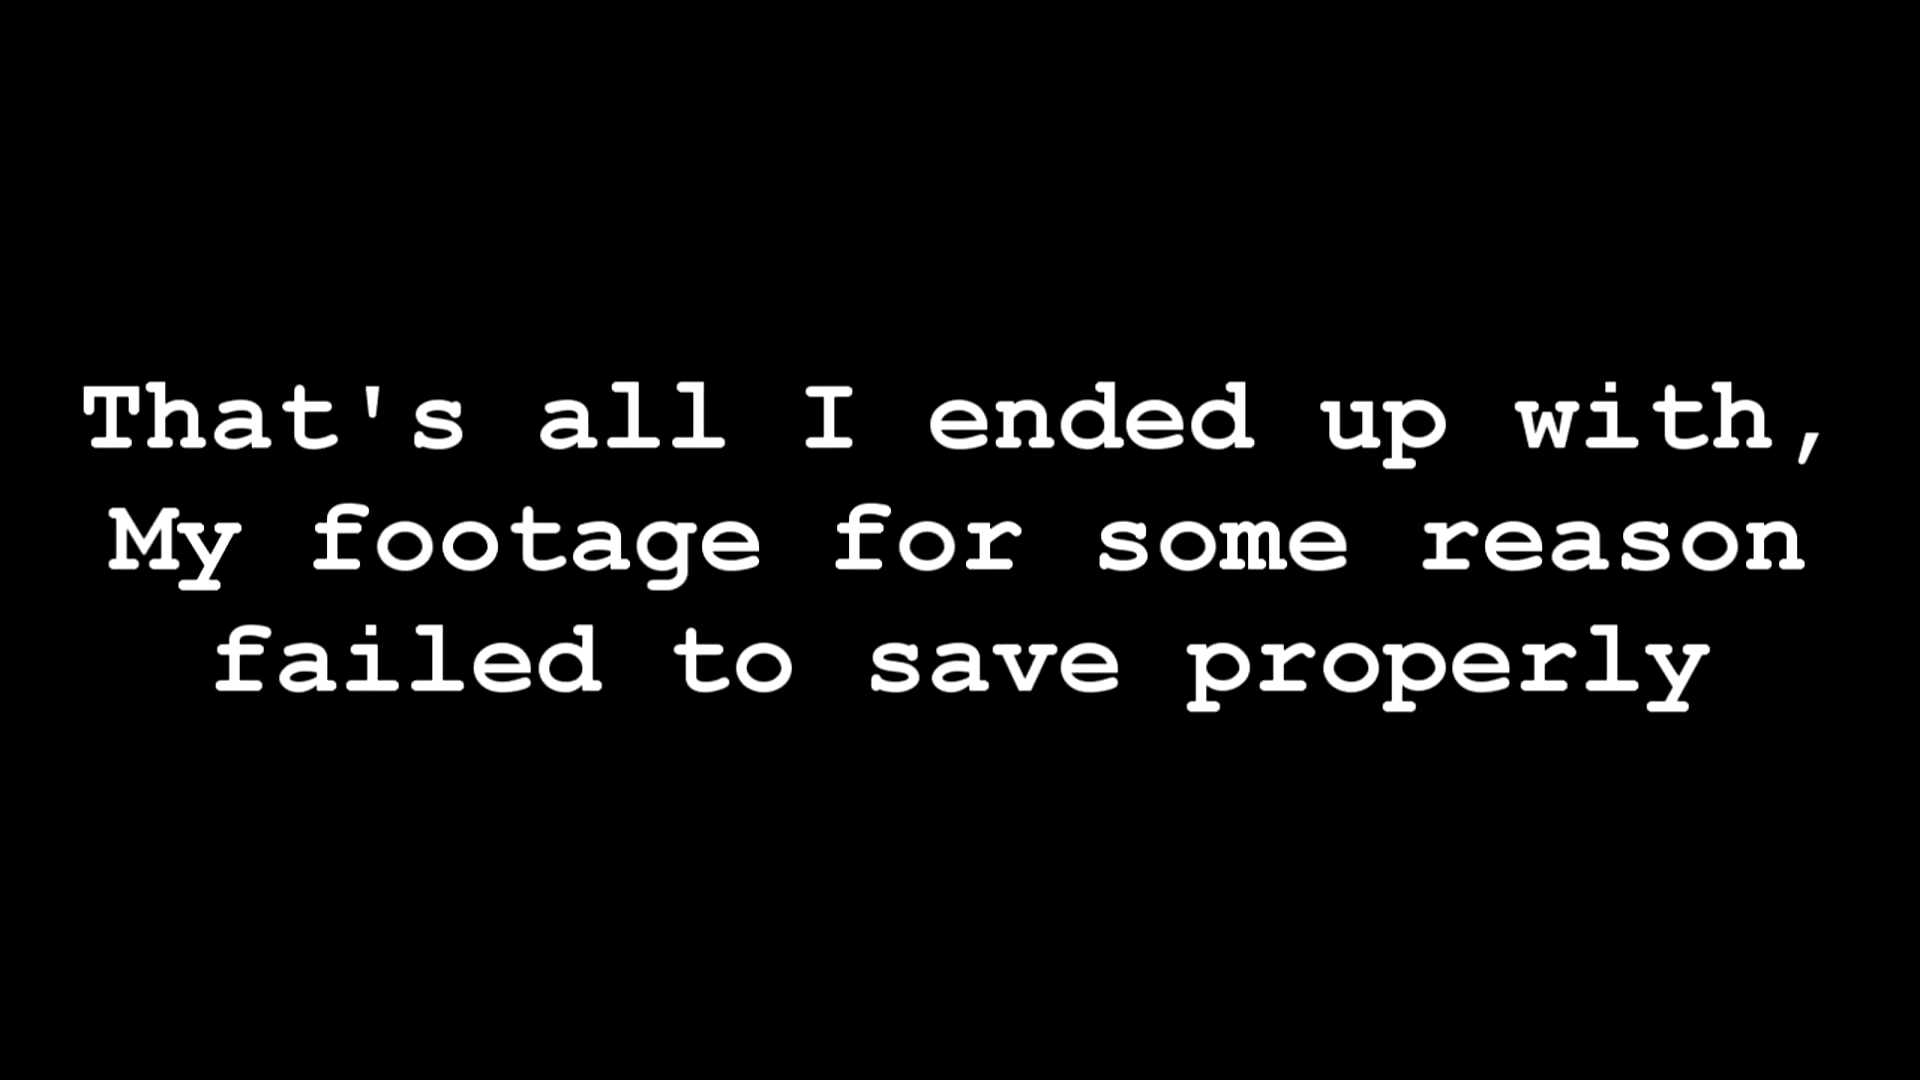 That's all I ended up with,
My footage for some reason
failed to save properly